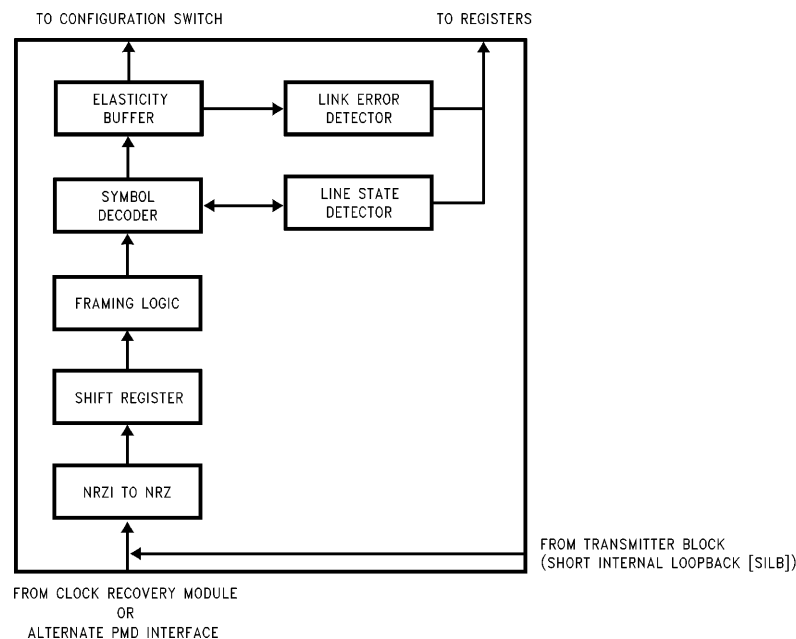 TO CONFIGURATION SWITCH
TO REGISTERS
ELASTICITY
BUFFER
LINK ERROR
DETECTOR
SYMBOL
DECODER
LINE STATE
DETECTOR
FRAMING LOGIC
SHIFT REGISTER
NRZI TO NRZ
FROM TRANSMITTER BLOCK
(SHORT INTERNAL LOOPBACK [SILB])
FROM CLOCK RECOVERY MODULE
OR
ALTERNATE PMD INTERFACE